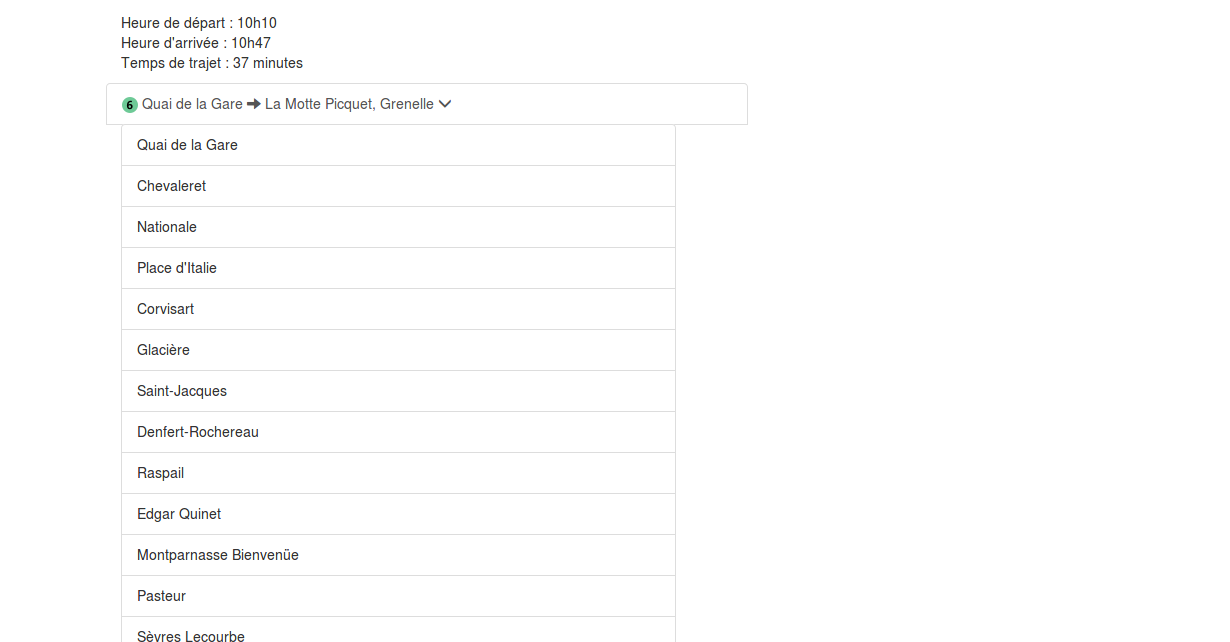 Heure de départ : 10h10
Heure d'arrivée : 10h47
Temps de trajet : 37 minutes
6 Quai de la Gare ➡ La Motte Picquet, Grenelle
Quai de la Gare
Chevaleret
Nationale
Place d'Italie
Corvisart
Glacière
Saint-Jacques
Denfert-Rochereau
Raspail
Edgar Quinet
Montparnasse Bienvenüe
Pasteur
Sèvres Lecourbe